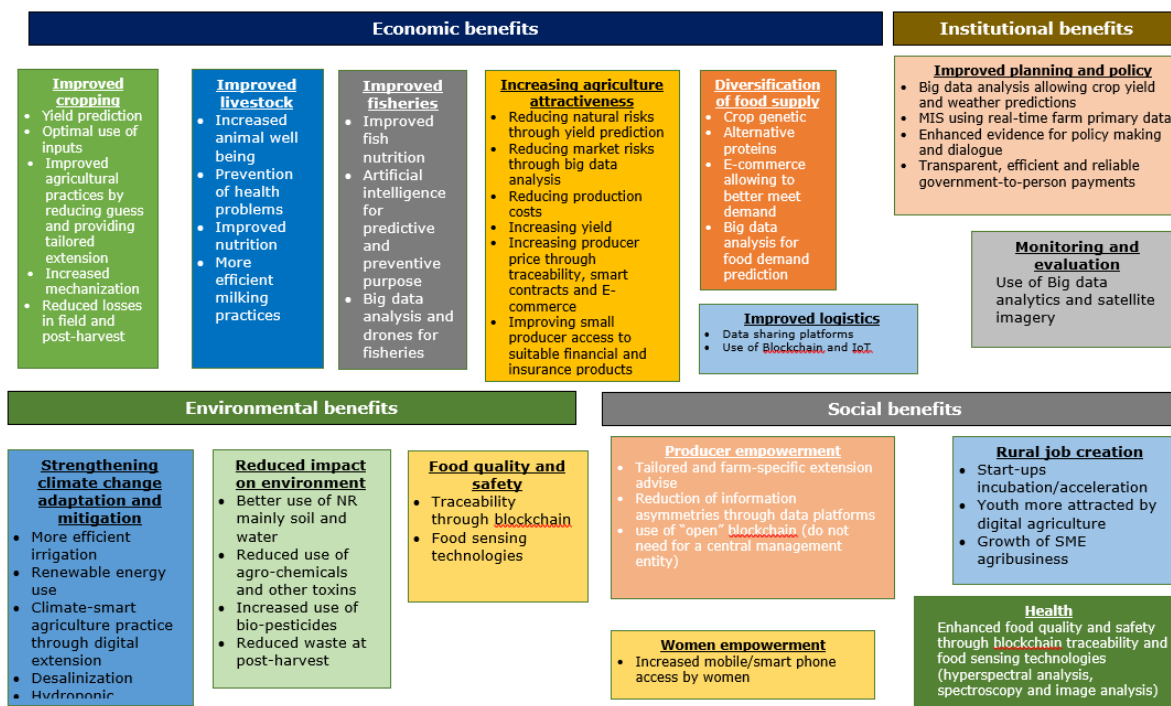 Economic benefits
Improved
cropping
• Yield prediction
• Optimal use of
inputs
• Improved
agricultural
practices by
reducing guess
and providing
tailored
extension
• Increased
mechanization
• Reduced losses
in field and
post-harvest
Improved
livestock
• Increased
animal well
being
• Prevention
of health
problems
• Improved
nutrition
• More
efficient
milking
practices
Improved
fisheries
• Improved
fish
nutrition
• Artificial
intelligence
for
predictive
and
preventive
purpose
• Big data
analysis and
drones for
fisheries
Increasing agriculture
attractiveness
• Reducing natural risks
through yield prediction
• Reducing market risks
through big data
analysis
• Reducing production
costs
• Increasing yield
• Increasing producer
price through
traceability, smart
contracts and E-
commerce
• Improving small
producer access to
suitable financial and
insurance products
Diversification
of food supply
• Crop genetic
• Alternative
proteins
• E-commerce
allowing to
better meet
demand
• Big data
analysis for
food demand
prediction
Improved logistics
• Data sharing platforms
• Use of Blockchain and IoT
Institutional benefits
Improved planning and policy
• Big data analysis allowing crop yield
and weather predictions
• MIS using real-time farm primary data
• Enhanced evidence for policy making
and dialogue
• Transparent, efficient and reliable
government-to-person payments
Monitoring and
evaluation
Use of Big data
analytics and satellite
imagery
Environmental benefits
Strengthening
climate change
adaptation and
mitigation
• More efficient
irrigation
• Renewable energy
use
• Climate-smart
agriculture practice
through digital
extension
• Desalinization
• Hydroponic
Reduced impact
on environment
• Better use of NR
mainly soil and
water
• Reduced use of
agro-chemicals
and other toxins
• Increased use of
bio-pesticides
• Reduced waste at
post-harvest
Food quality and
safety
• Traceability
through blockchain
• Food sensing
technologies
Social benefits
Producer empowerment
• Tailored and farm-specific extension
advise
• Reduction of information
asymmetries through data platforms
• use of "open" blockchain (do not
need for a central management
entity)
Women empowerment
• Increased mobile/smart phone
access by women
Rural job creation
• Start-ups
incubation/acceleration
• Youth more attracted by
digital agriculture
• Growth of SME
agribusiness
Health
Enhanced food quality and safety
through blockchain traceability and
food sensing technologies
(hyperspectral analysis,
spectroscopy and image analysis)